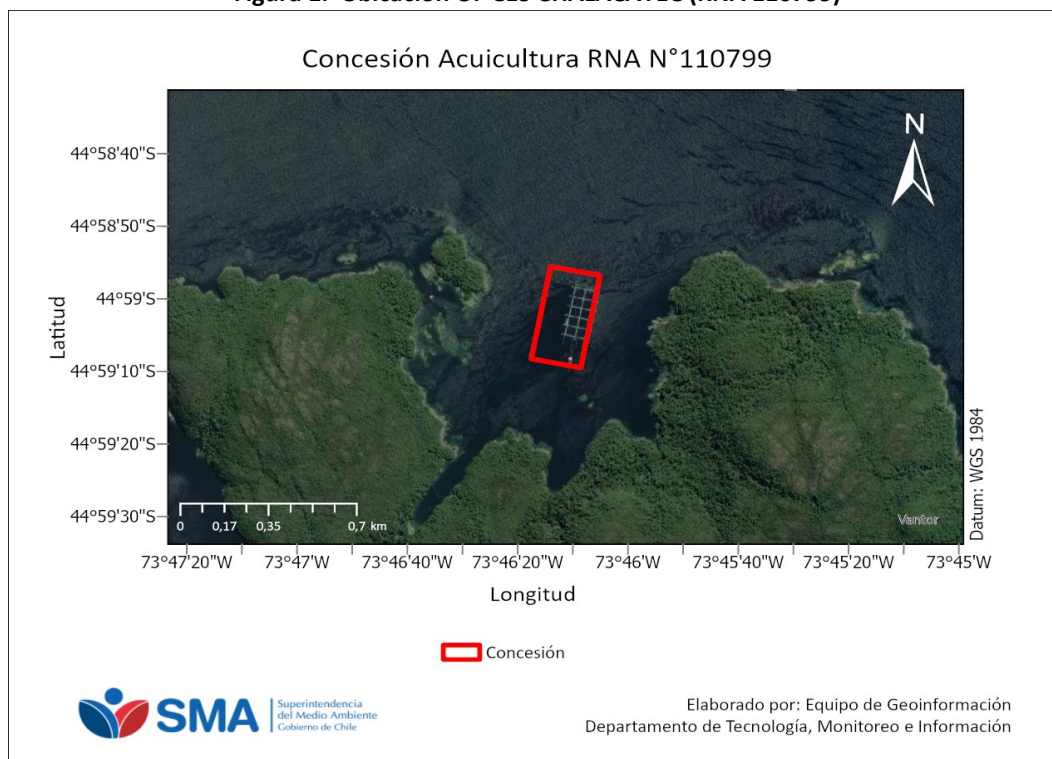 Concesión Acuicultura RNA N°110799
N
44°58'40"S
44°58'50"S
44°59'S
44°59'10"S
44°59'20"S
44°59'30"S
Latitud
Datum: WGS 1984
0 0,17 0,35 0,7 km
Vantor
73°47'20"W 73°47'W 73°46'40"W 73°46'20"W 73°46'W 73°45'40"W 73°45'20"W 73°45'W
Longitud
Concesión
SMA
Superintendencia
del Medio Ambiente
Gobierno de Chile
Elaborado por: Equipo de Geoinformación
Departamento de Tecnología, Monitoreo e Información